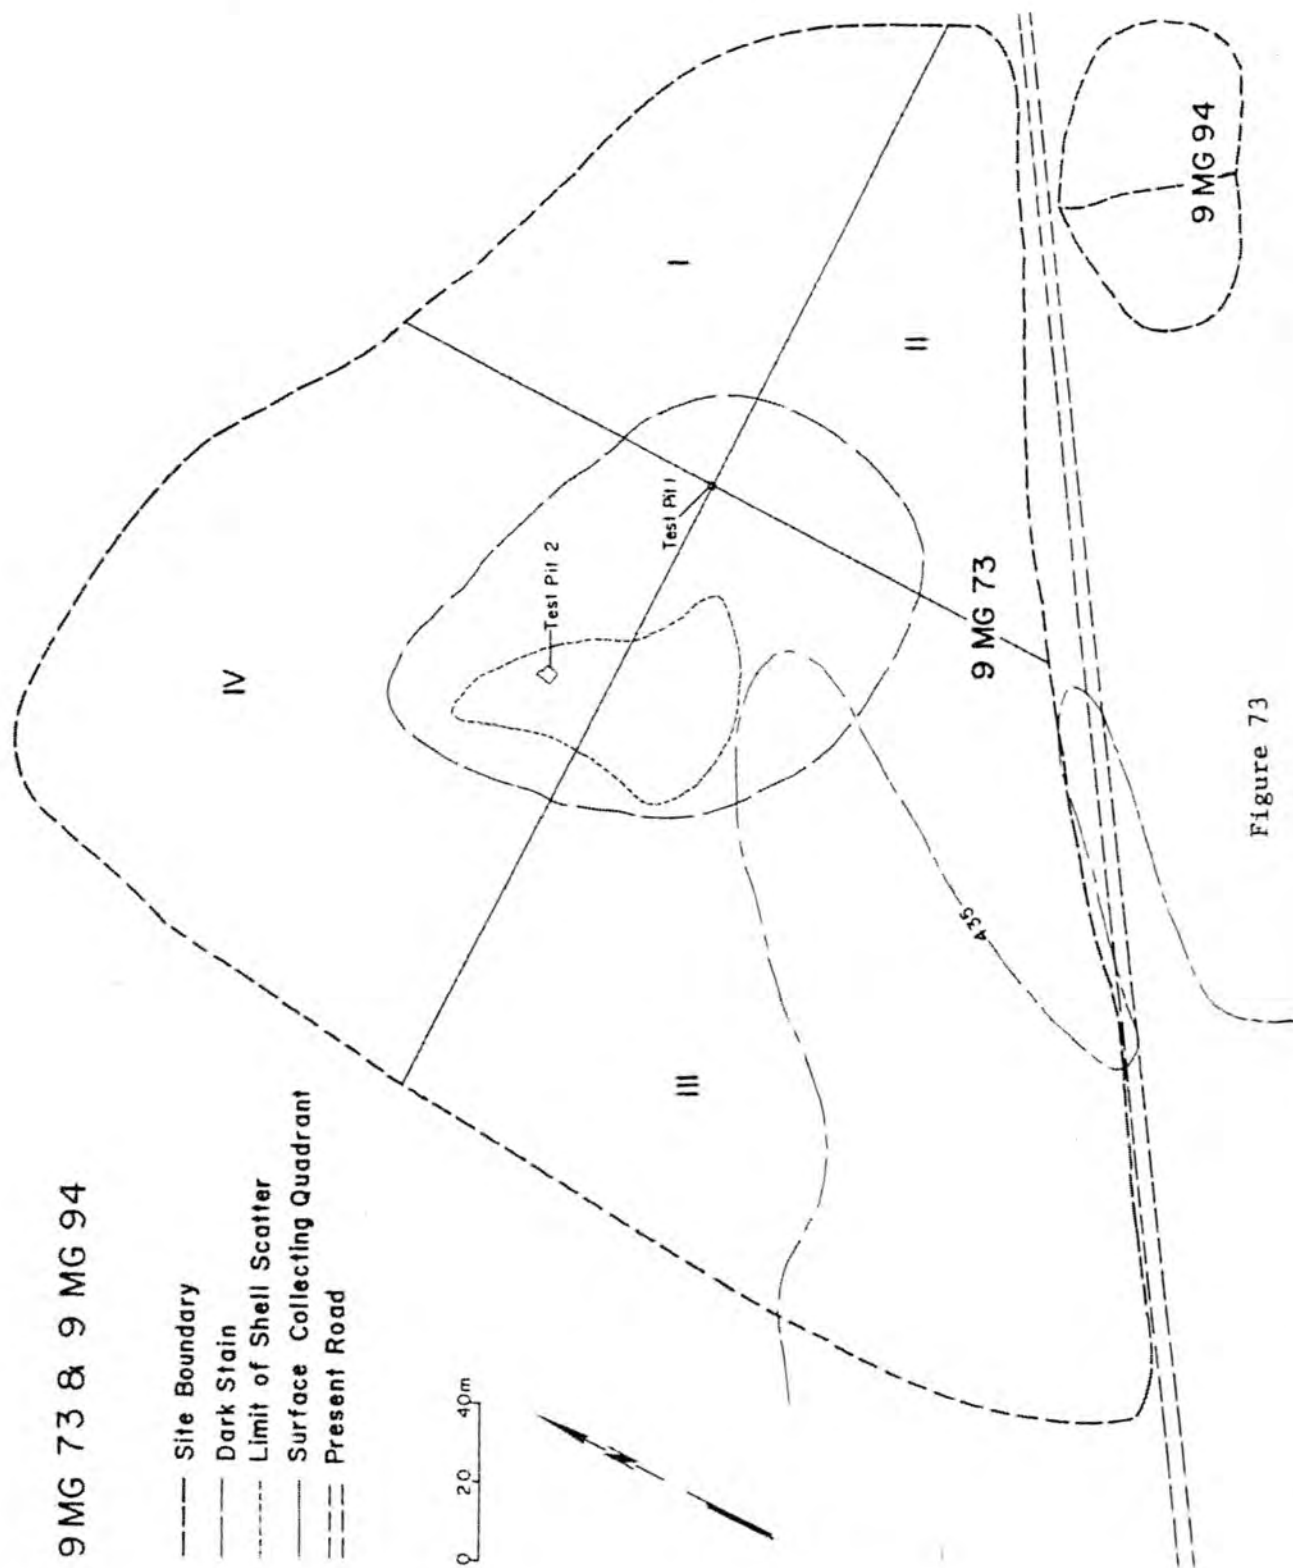 9 MG 73 & 9 MG 94
Site Boundary
Dark Stain
Limit of Shell Scatter
Surface Collecting Quadrant
Present Road
0 20 40m
N
IV
I
III
II
Test Pit 2
Test Pit 1
9 MG 73
9 MG 94
435
Figure 73